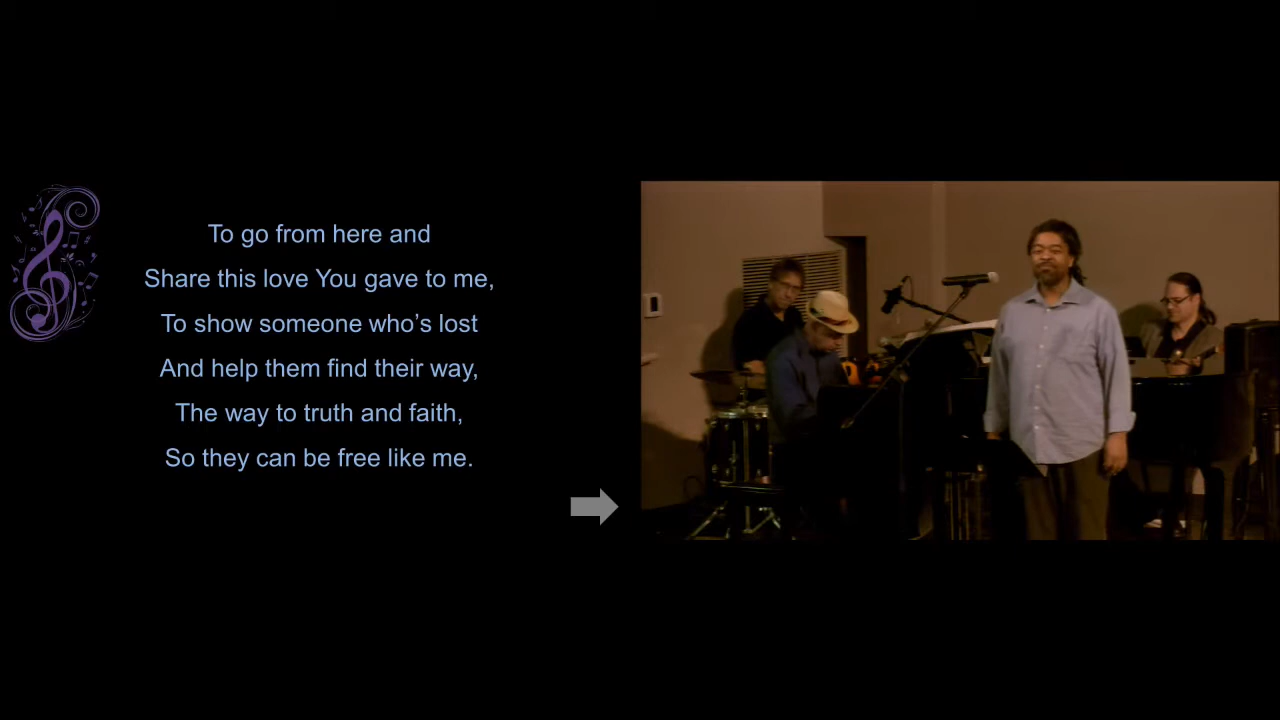 To go from here and
Share this love You gave to me,
To show someone who’s lost
And help them find their way,
The way to truth and faith,
So they can be free like me.